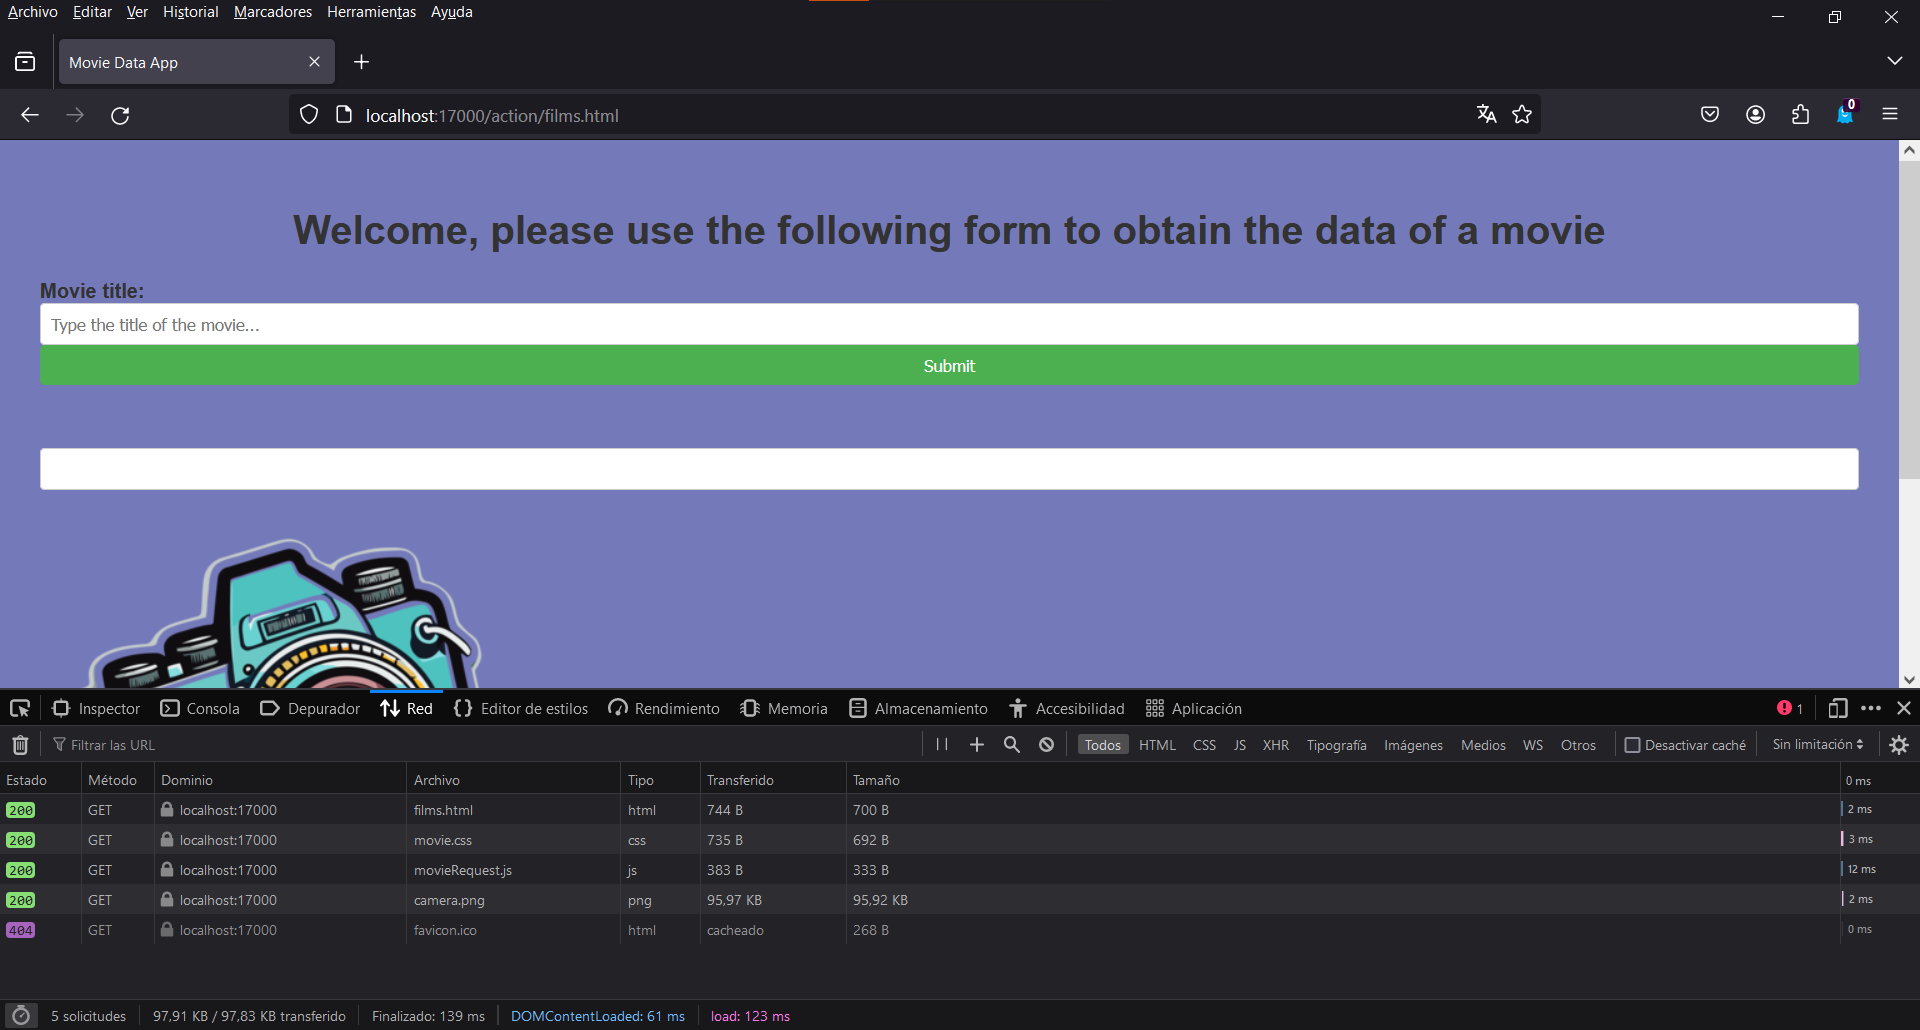 Archivo Editar Ver Historial Marcadores Herramientas Ayuda
Movie Data App
localhost:17000/action/films.html
0
Welcome, please use the following form to obtain the data of a movie
Movie title:
Type the title of the movie...
Submit
Inspector Consola Depurador Red Editor de estilos Rendimiento Memoria Almacenamiento Accesibilidad Aplicación 1
Filtrar las URL Todos HTML CSS JS XHR Tipografía Imágenes Medios WS Otros Desactivar caché Sin limitación
Estado Método Dominio Archivo Tipo Transferido Tamaño 0 ms
200 GET localhost:17000 films.html html 744 B 700 B 2 ms
200 GET localhost:17000 movie.css css 735 B 692 B 3 ms
200 GET localhost:17000 movieRequest.js js 383 B 333 B 12 ms
200 GET localhost:17000 camera.png png 95,97 KB 95,92 KB 2 ms
404 GET localhost:17000 favicon.ico html cacheado 268 B 0 ms
5 solicitudes 97,91 KB / 97,83 KB transferido Finalizado: 139 ms DOMContentLoaded: 61 ms load: 123 ms